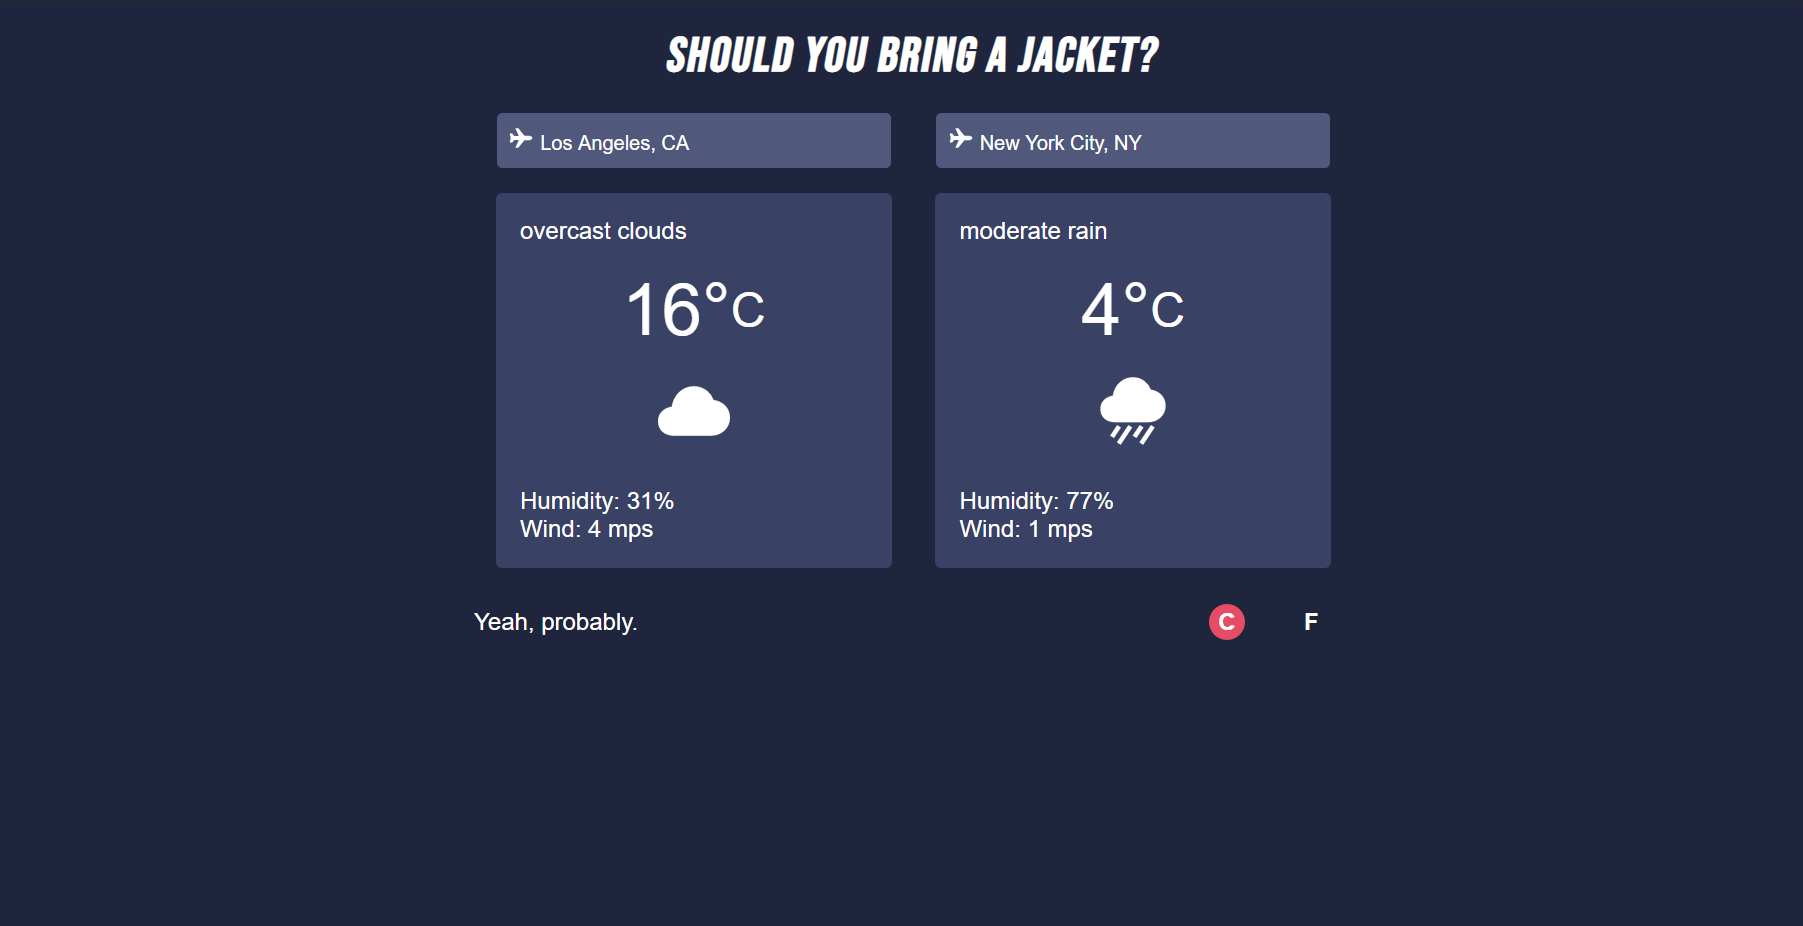 SHOULD YOU BRING A JACKET?
Los Angeles, CA
New York City, NY
overcast clouds
16°C
Humidity: 31%
Wind: 4 mps
moderate rain
4°C
Humidity: 77%
Wind: 1 mps
Yeah, probably.
C
F